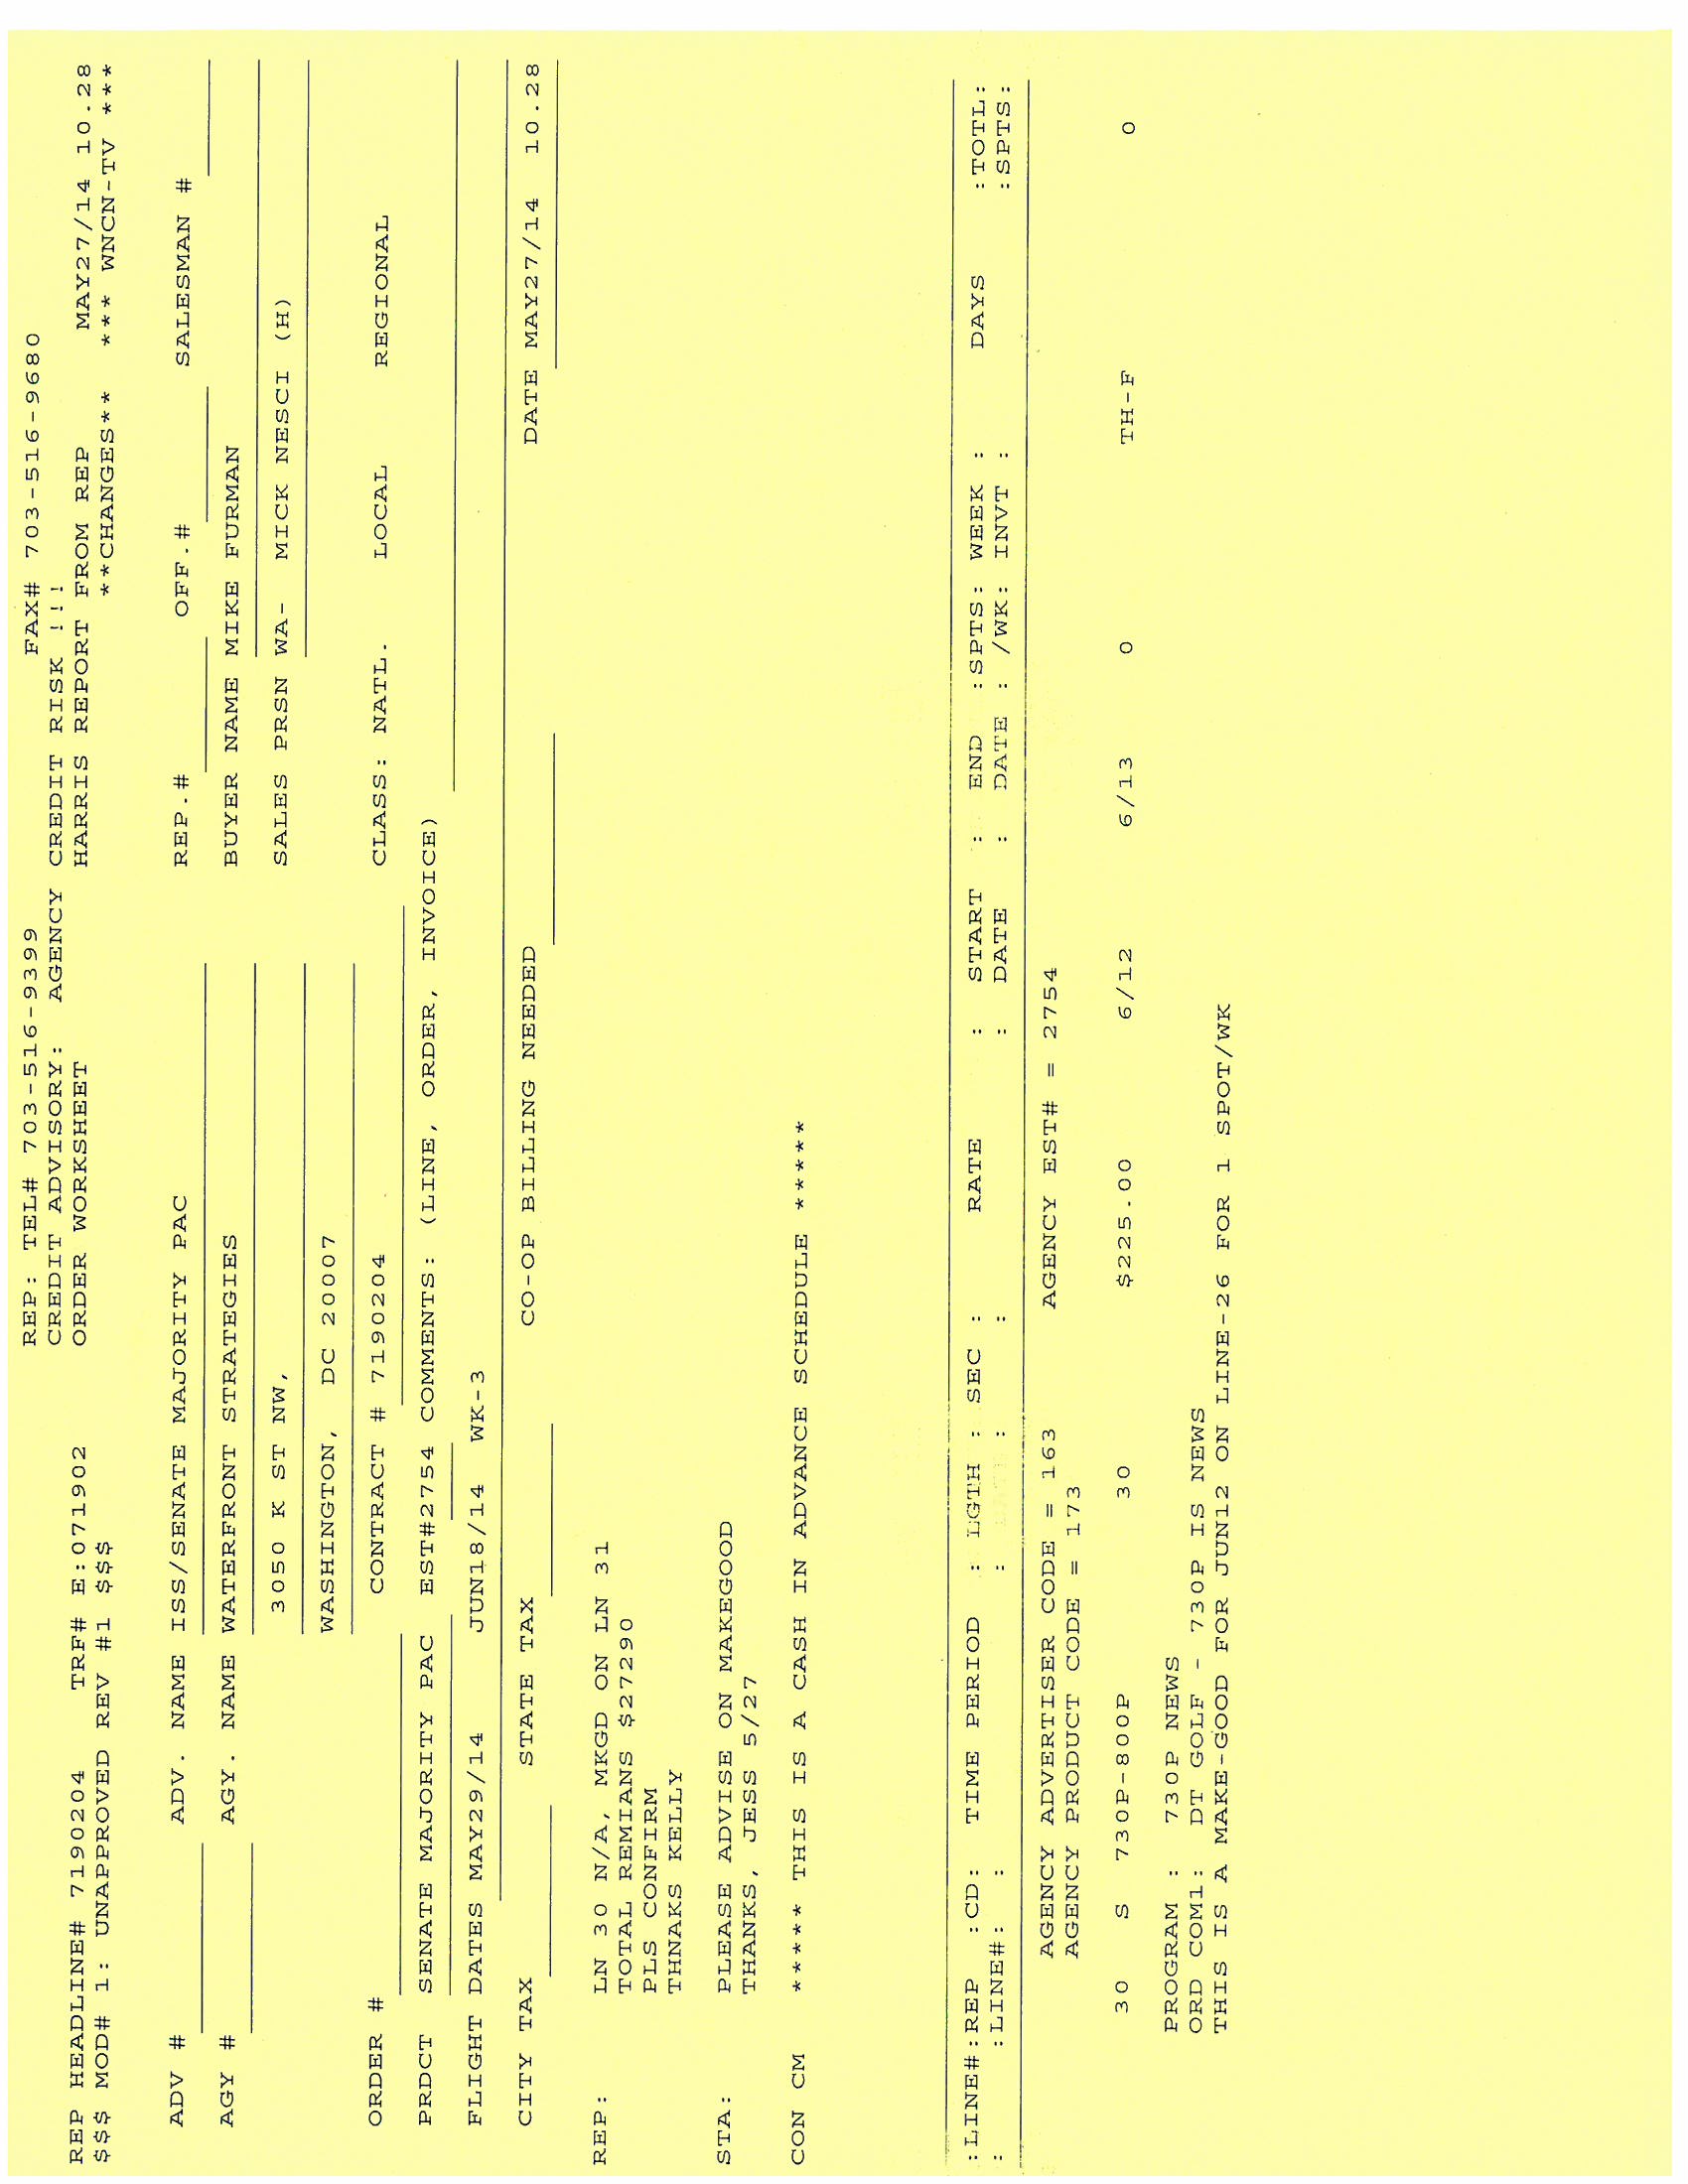 REP: TEL# 703-516-9399 FAX# 703-516-9680
CREDIT ADVISORY: AGENCY CREDIT RISK !!!
REP HEADLINE# 7190204 TRF# E:071902 ORDER WORKSHEET HARRIS REPORT FROM REP MAY27/14 10.28
$$$ MOD# 1: UNAPPROVED REV #1 $$$ **CHANGES** **** WNCN-TV ***
ADV # ADV. NAME ISS/SENATE MAJORITY PAC REP.# OFF.# SALESMAN #
AGY # AGY. NAME WATERFRONT STRATEGIES BUYER NAME MIKE FURMAN
3050 K ST NW, SALES PRSN WA- MICK NESCI (H)
WASHINGTON, DC 20007
ORDER # CONTRACT # 7190204 CLASS: NATL. LOCAL REGIONAL
PRDCT SENATE MAJORITY PAC EST#2754 COMMENTS: (LINE, ORDER, INVOICE)
FLIGHT DATES MAY29/14 JUN18/14 WK-3
CITY TAX STATE TAX CO-OP BILLING NEEDED DATE MAY27/14 10.28
REP: LN 30 N/A, MKGD ON LN 31
TOTAL REMIANS $27290
PLS CONFIRM
THNAKS KELLY
STA: PLEASE ADVISE ON MAKEGOOD
THANKS, JESS 5/27
CON CM ***** THIS IS A CASH IN ADVANCE SCHEDULE *****
:LINE#:REP :CD: TIME PERIOD : LGTH : SEC : RATE : START : END :SPTS: WEEK : DAYS :TOTL:
: :LINE#: : : : : : DATE : DATE : /WK: INVT : :SPTS:
AGENCY ADVERTISER CODE = 163 AGENCY EST# = 2754
AGENCY PRODUCT CODE = 173
30 S 730P-800P 30 $225.00 6/12 6/13 0 TH-F 0
PROGRAM : 730P NEWS
ORD COM1: DT GOLF - 730P IS NEWS
THIS IS A MAKE-GOOD FOR JUN12 ON LINE-26 FOR 1 SPOT/WK